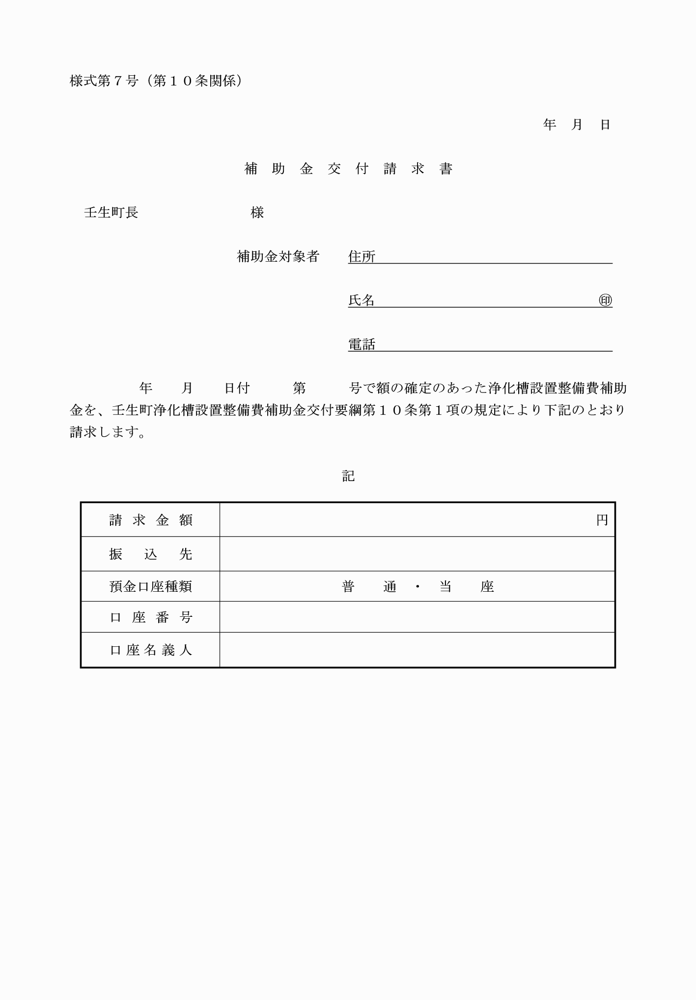 様式第７号（第１０条関係）
年　月　日
補　助　金　交　付　請　求　書
壬生町長　　　　　　　　様
補助金対象者　　住所
氏名　　　　　　　　　　　　　　　　㊞
電話
年　　月　　日付　　　第　　　号で額の確定のあった浄化槽設置整備費補助
金を、壬生町浄化槽設置整備費補助金交付要綱第１０条第１項の規定により下記のとおり
請求します。
記
請求金額　　円
振込先
預金口座種類　　普　　通　・　当　　座
口座番号
口座名義人